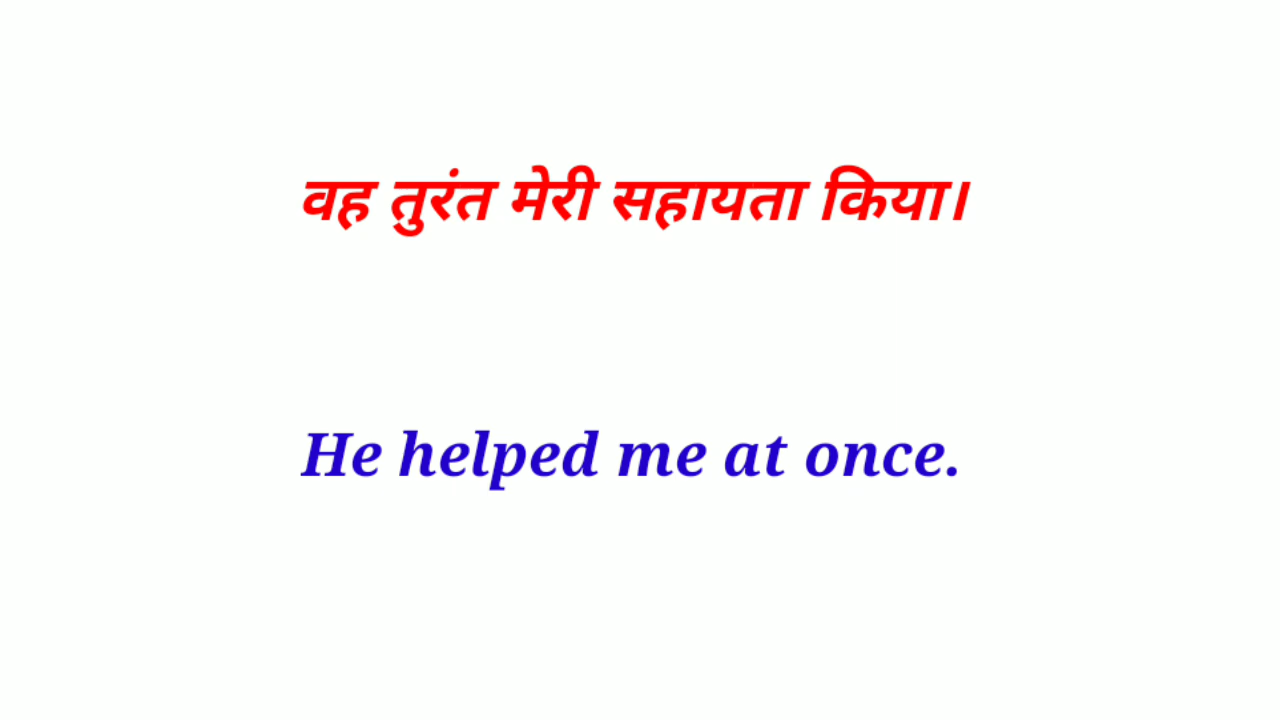 वह तुरंत मेरी सहायता किया।
He helped me at once.